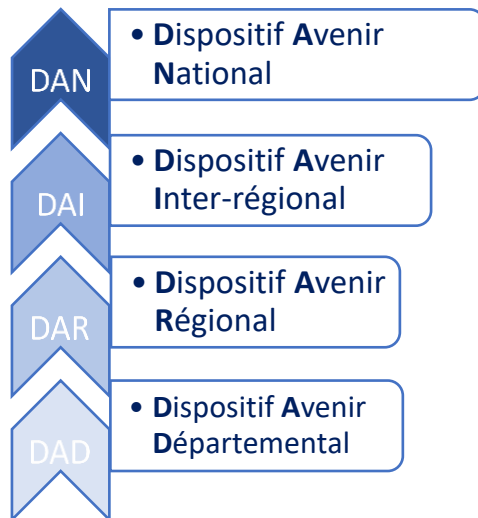 DAN
• Dispositif Avenir
National
DAI
• Dispositif Avenir
Inter-régional
DAR
• Dispositif Avenir
Régional
DAD
• Dispositif Avenir
Départemental